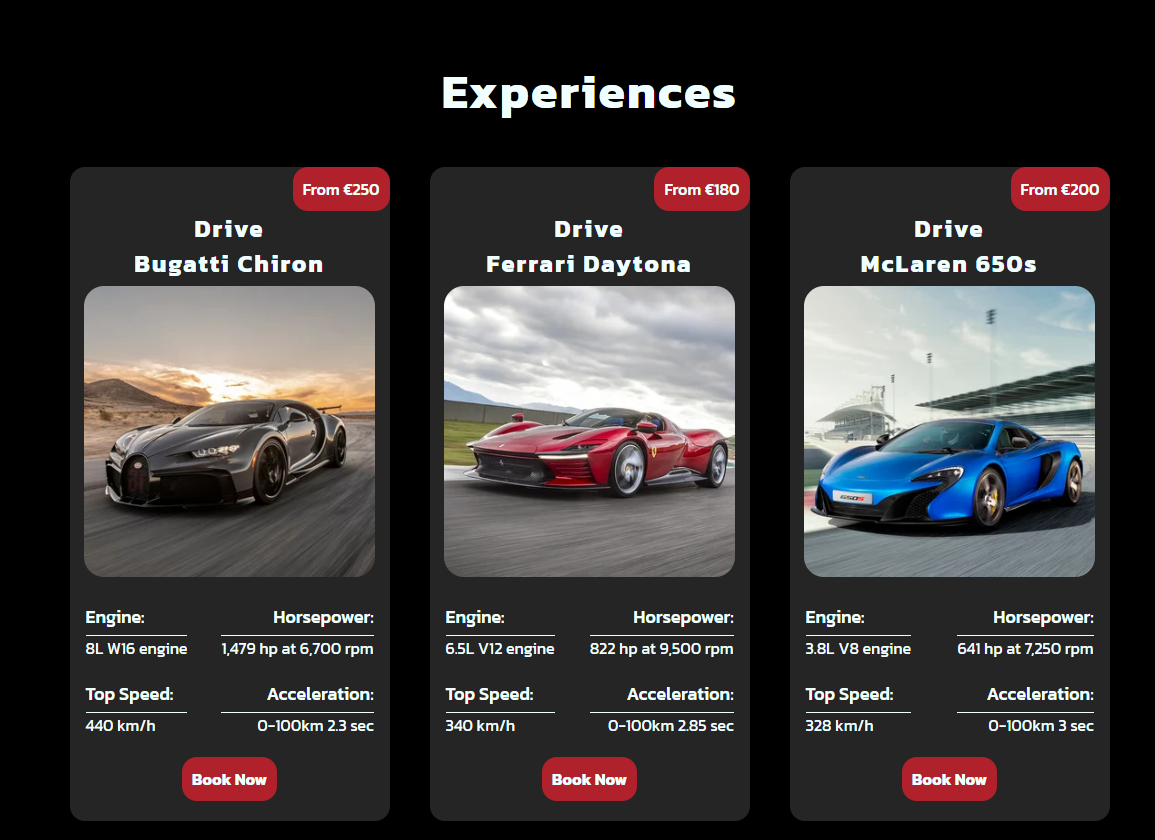 Experiences
From €250
Drive
Bugatti Chiron
Engine:
Horsepower:
8L W16 engine
1,479 hp at 6,700 rpm
Top Speed:
Acceleration:
440 km/h
0-100km 2.3 sec
Book Now
From €180
Drive
Ferrari Daytona
Engine:
Horsepower:
6.5L V12 engine
822 hp at 9,500 rpm
Top Speed:
Acceleration:
340 km/h
0-100km 2.85 sec
Book Now
From €200
Drive
McLaren 650s
650S
Engine:
Horsepower:
3.8L V8 engine
641 hp at 7,250 rpm
Top Speed:
Acceleration:
328 km/h
0-100km 3 sec
Book Now